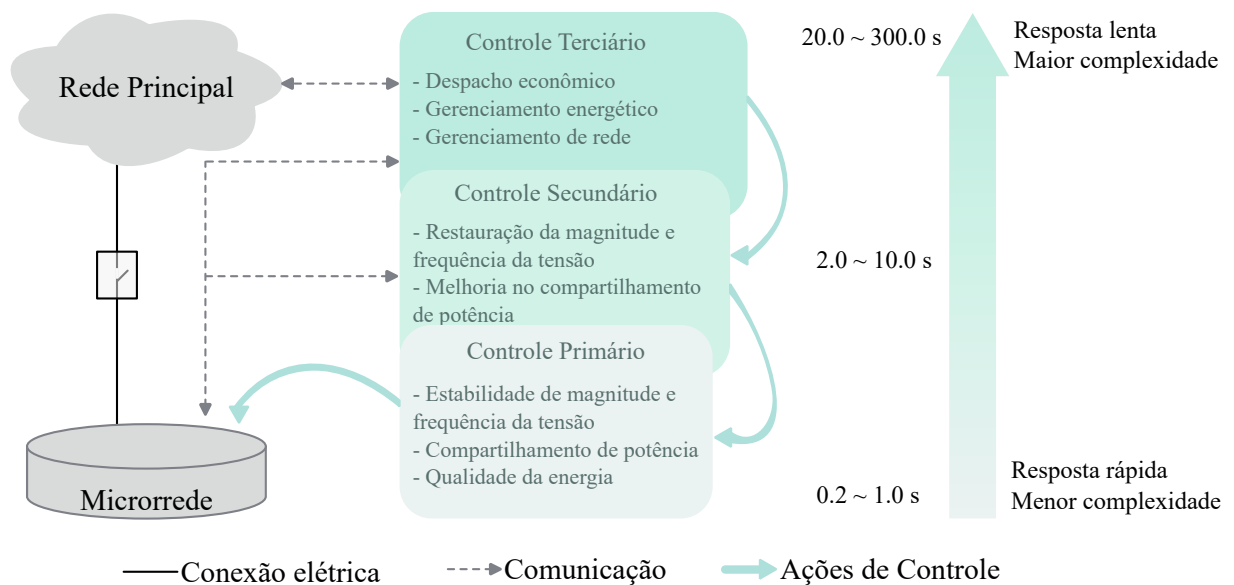 Rede Principal
Microrrede
Controle Terciário
- Despacho econômico
- Gerenciamento energético
- Gerenciamento de rede
Controle Secundário
- Restauração da magnitude e
frequência da tensão
- Melhoria no compartilhamento
de potência
Controle Primário
- Estabilidade de magnitude e
frequência da tensão
- Compartilhamento de potência
- Qualidade da energia
20.0 ~ 300.0 s
2.0 ~ 10.0 s
0.2 ~ 1.0 s
Resposta lenta
Maior complexidade
Resposta rápida
Menor complexidade
Conexão elétrica
Comunicação
Ações de Controle